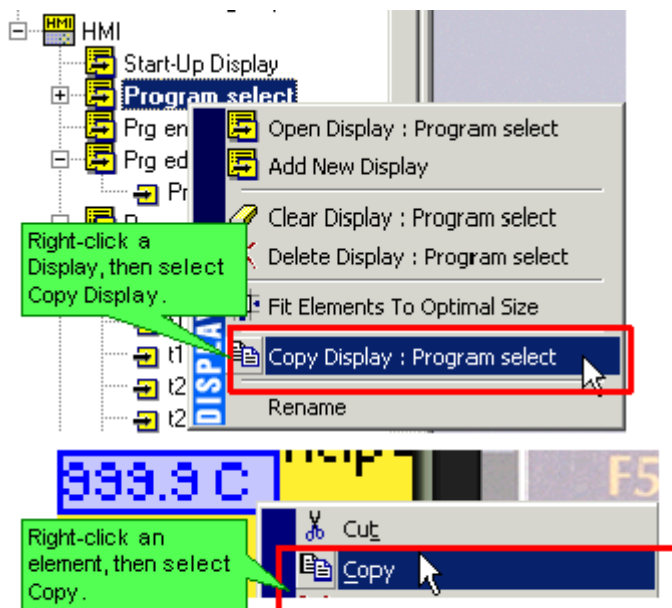 HMI
HMI
Start-Up Display
Program select
Prg en
Open Display : Program select
Prg ed
Add New Display
Pr
Clear Display : Program select
Right-click a
Display, then select
Copy Display.
Delete Display : Program select
Fit Elements To Optimal Size
t1
Copy Display : Program select
t2
Rename
t2
DISPLAY
999.9 C
Help
F5
Right-click an
element, then select
Copy.
Cut
Copy